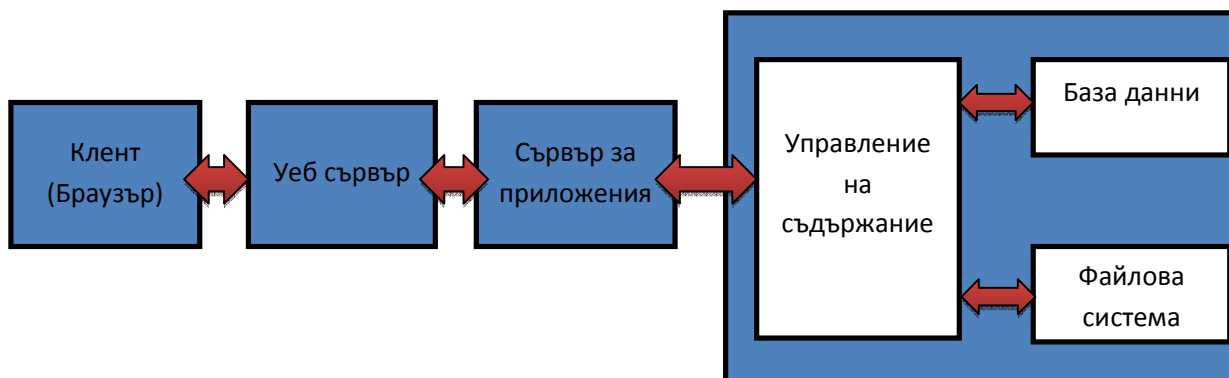 Клент
(Браузър)
Уеб сървър
Сървър за
приложения
Управление
на
съдържание
База данни
Файлова
система